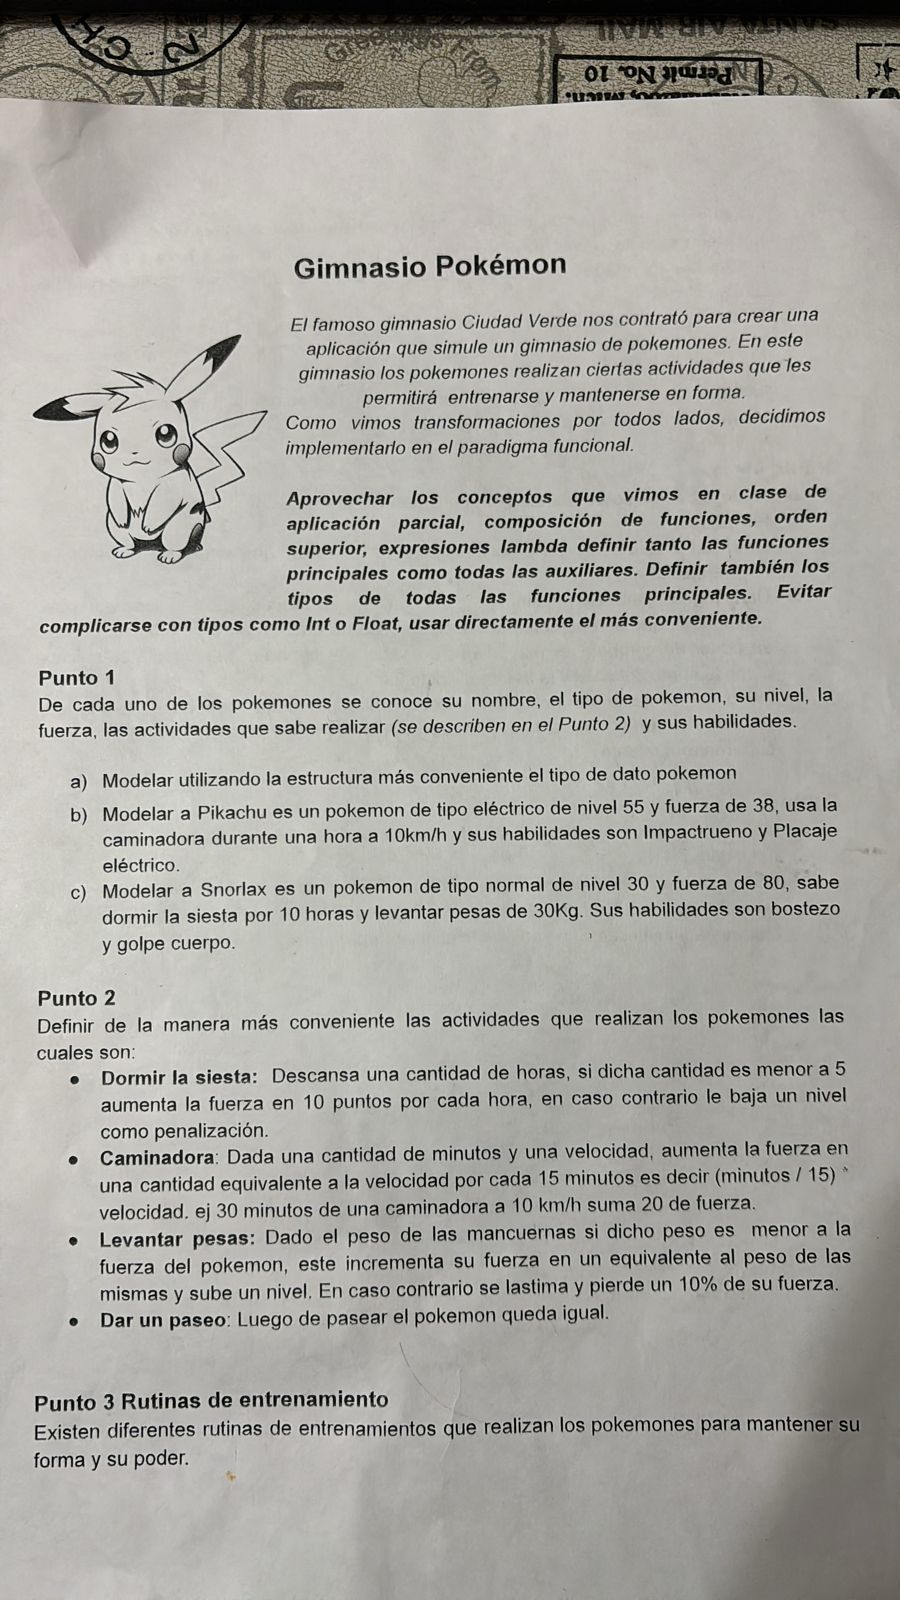 SANTA AIR MAIL
Greetings From
Permit No. 10
Gimnasio Pokémon
El famoso gimnasio Ciudad Verde nos contrató para crear una
aplicación que simule un gimnasio de pokemones. En este
gimnasio los pokemones realizan ciertas actividades que les
permitirá entrenarse y mantenerse en forma.
Como vimos transformaciones por todos lados, decidimos
implementarlo en el paradigma funcional.
Aprovechar los conceptos que vimos en clase de
aplicación parcial, composición de funciones, orden
superior, expresiones lambda definir tanto las funciones
principales como todas las auxiliares. Definir también los
tipos de todas las funciones principales. Evitar
complicarse con tipos como Int o Float, usar directamente el más conveniente.
Punto 1
De cada uno de los pokemones se conoce su nombre, el tipo de pokemon, su nivel, la
fuerza, las actividades que sabe realizar (se describen en el Punto 2) y sus habilidades.
a) Modelar utilizando la estructura más conveniente el tipo de dato pokemon
b) Modelar a Pikachu es un pokemon de tipo eléctrico de nivel 55 y fuerza de 38, usa la
caminadora durante una hora a 10km/h y sus habilidades son Impactrueno y Placaje
eléctrico.
c) Modelar a Snorlax es un pokemon de tipo normal de nivel 30 y fuerza de 80, sabe
dormir la siesta por 10 horas y levantar pesas de 30Kg. Sus habilidades son bostezo
y golpe cuerpo.
Punto 2
Definir de la manera más conveniente las actividades que realizan los pokemones las
cuales son:
● Dormir la siesta: Descansa una cantidad de horas, si dicha cantidad es menor a 5
aumenta la fuerza en 10 puntos por cada hora, en caso contrario le baja un nivel
como penalización.
● Caminadora: Dada una cantidad de minutos y una velocidad, aumenta la fuerza en
una cantidad equivalente a la velocidad por cada 15 minutos es decir (minutos / 15) *
velocidad. ej 30 minutos de una caminadora a 10 km/h suma 20 de fuerza.
● Levantar pesas: Dado el peso de las mancuernas si dicho peso es menor a la
fuerza del pokemon, este incrementa su fuerza en un equivalente al peso de las
mismas y sube un nivel. En caso contrario se lastima y pierde un 10% de su fuerza.
● Dar un paseo: Luego de pasear el pokemon queda igual.
Punto 3 Rutinas de entrenamiento
Existen diferentes rutinas de entrenamientos que realizan los pokemones para mantener su
forma y su poder.